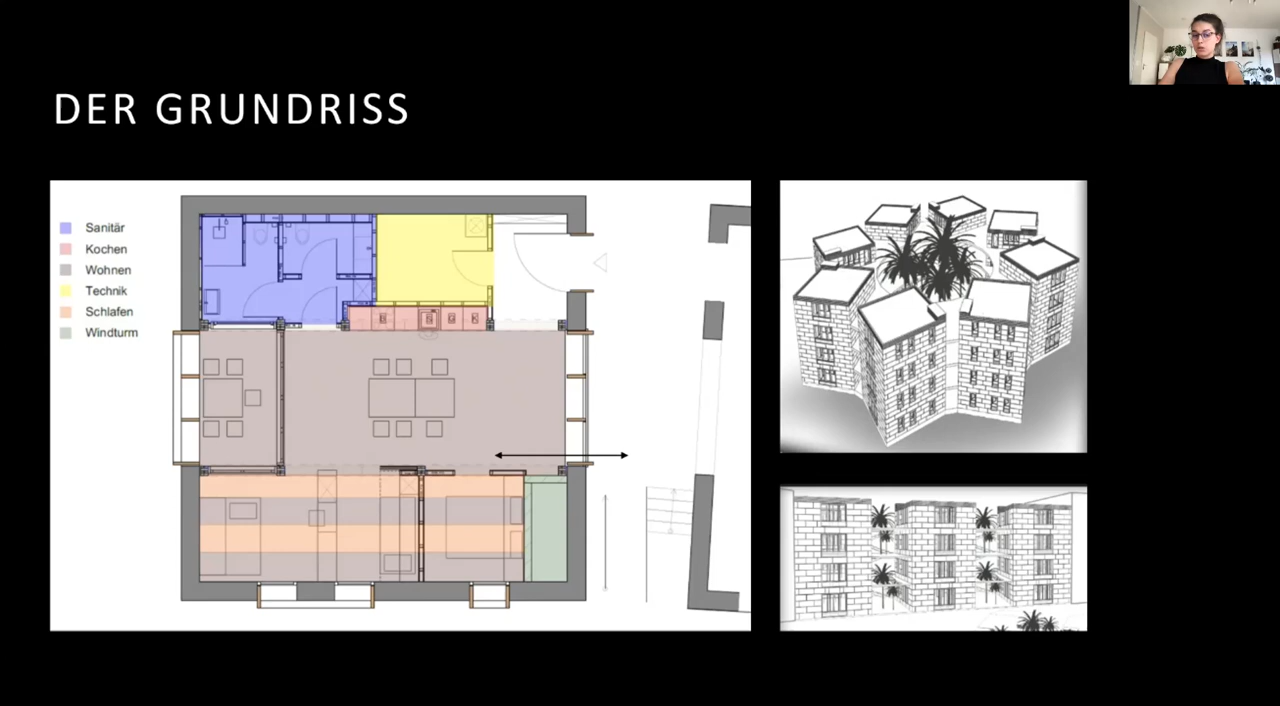 DER GRUNDRISS
Sanitär
Kochen
Wohnen
Technik
Schlafen
Windturm